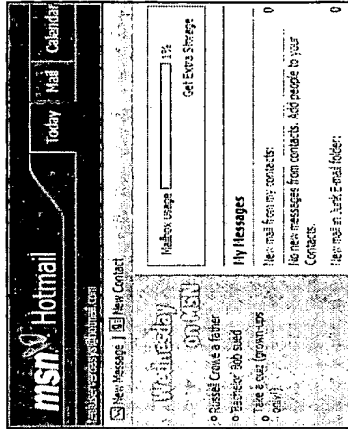 msn Hotmail
Today | Mail | Calendar
New Message | New Contact
Wednesday
on MSN
Russell Crowe a father
Bob sued
Take a quiz (grown-ups
only!)
Mailbox usage 1%
Get Extra Storage
My Messages
New mail from my contacts: 0
No new messages from contacts. Add people to your
Contacts.
New mail in Junk E-mail folder: 0